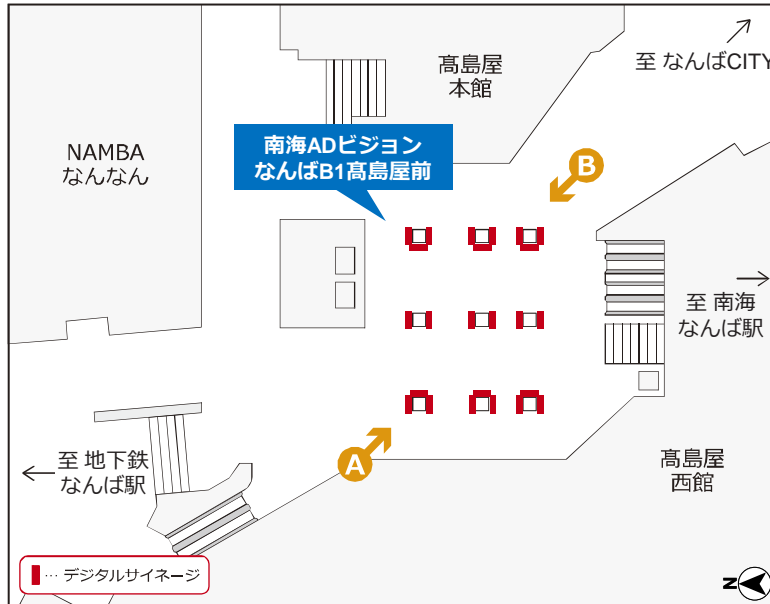 髙島屋
本館
至 なんばCITY
NAMBA
なんなん
南海ADビジョン
なんばB1髙島屋前
B
至 南海
なんば駅
A
至 地下鉄
なんば駅
髙島屋
西館
… デジタルサイネージ
N